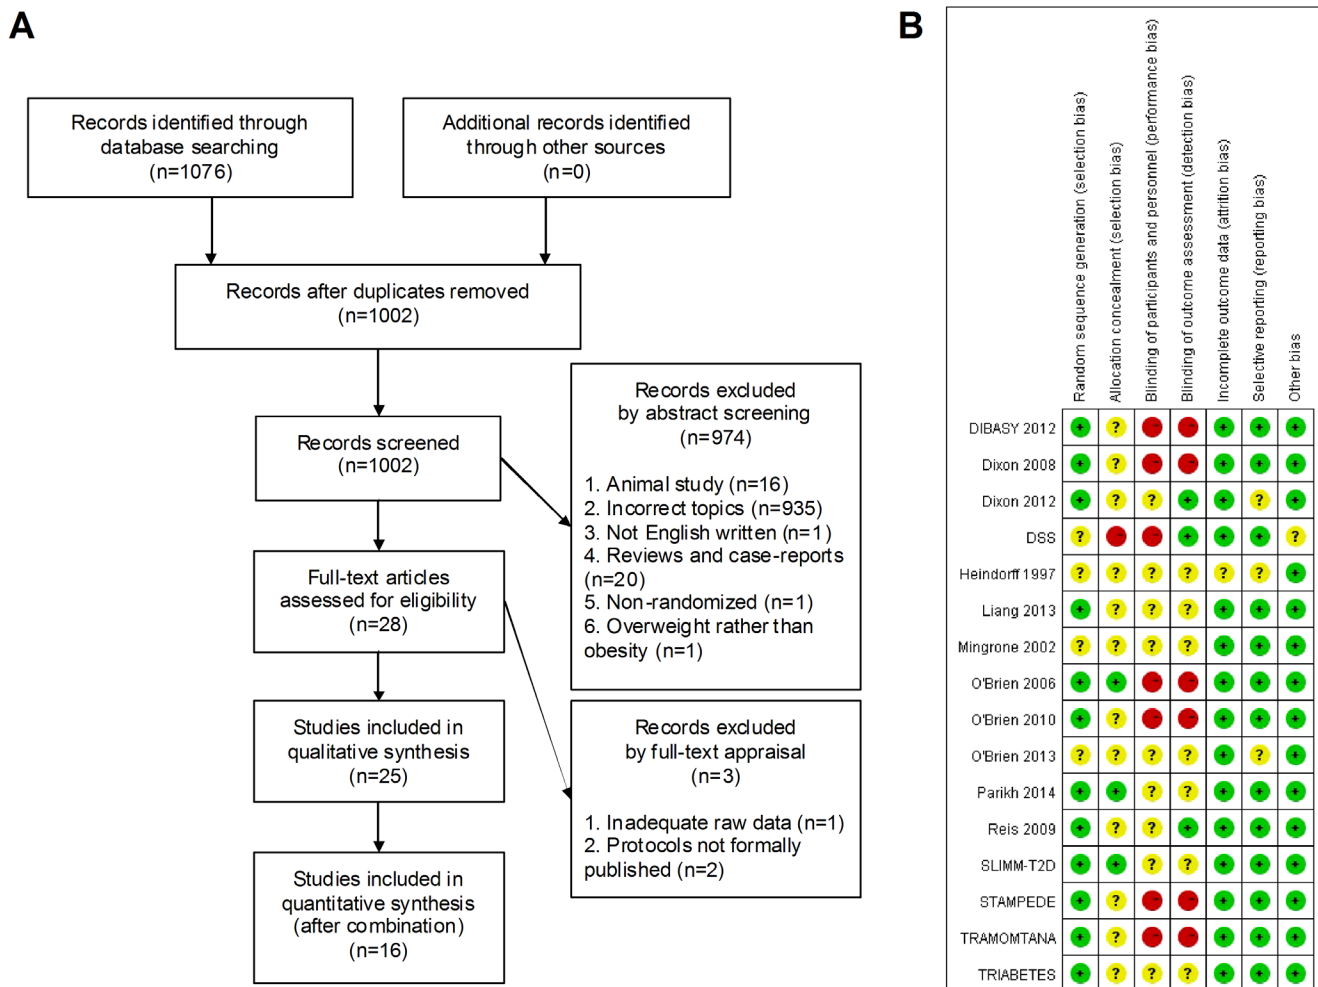 A
Records identified through
database searching
(n=1076)
Additional records identified
through other sources
(n=0)
Records after duplicates removed
(n=1002)
Records screened
(n=1002)
Records excluded
by abstract screening
(n=974)
1. Animal study (n=16)
2. Incorrect topics (n=935)
3. Not English written (n=1)
4. Reviews and case-reports
(n=20)
5. Non-randomized (n=1)
6. Overweight rather than
obesity (n=1)
Full-text articles
assessed for eligibility
(n=28)
Records excluded
by full-text appraisal
(n=3)
1. Inadequate raw data (n=1)
2. Protocols not formally
published (n=2)
Studies included in
qualitative synthesis
(n=25)
Studies included in
quantitative synthesis
(after combination)
(n=16)
B
Random sequence generation (selection bias)
Allocation concealment (selection bias)
Blinding of participants and personnel (performance bias)
Blinding of outcome assessment (detection bias)
Incomplete outcome data (attrition bias)
Selective reporting (reporting bias)
Other bias
DIBASY 2012 + ? - - + + +
Dixon 2008 + ? - - + + +
Dixon 2012 + ? ? + + ? +
DSS ? - - + + + ?
Heindorff 1997 ? ? ? ? ? ? +
Liang 2013 + ? ? ? + + +
Mingrone 2002 ? ? ? ? + + +
O'Brien 2006 + + - - + + +
O'Brien 2010 + ? - - + + +
O'Brien 2013 ? ? ? ? + ? +
Parikh 2014 + + ? ? + + +
Reis 2009 + ? ? + + + +
SLIMM-T2D + + ? ? + + +
STAMPEDE + ? - - + + +
TRAMOMTANA + ? - - + + +
TRIABETES + ? ? ? + + +